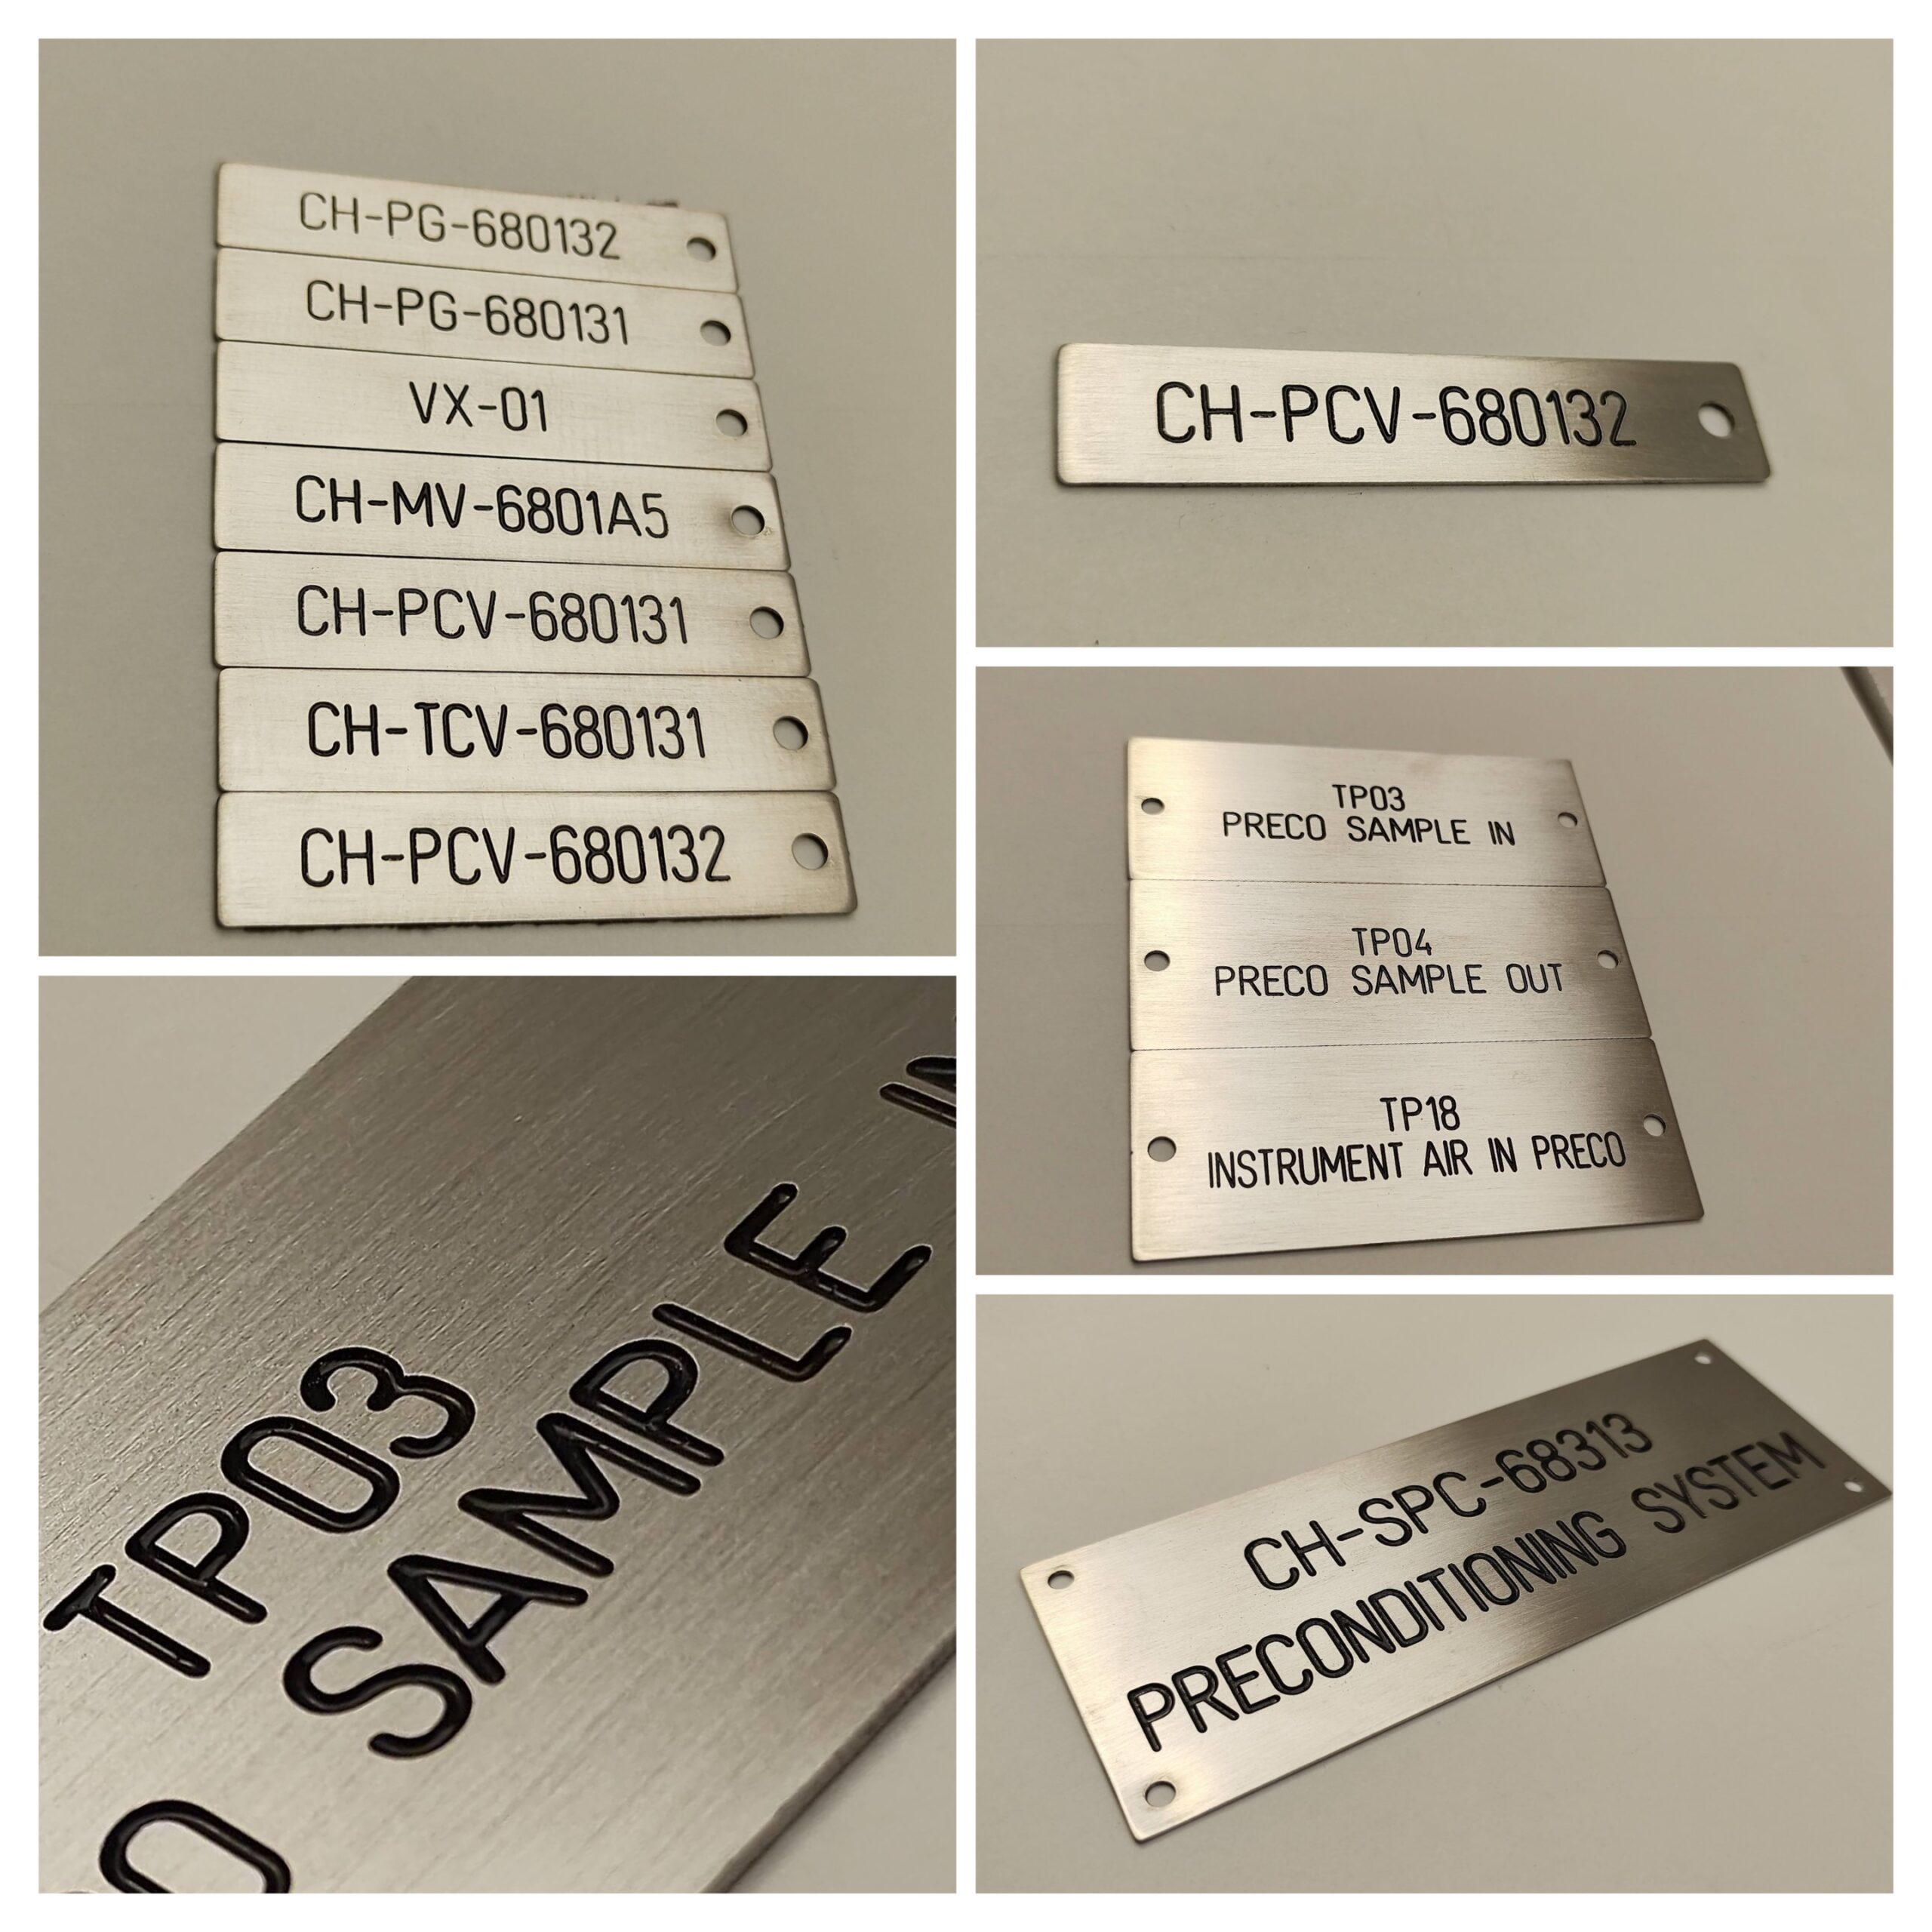 CH-PG-680132
CH-PG-680131
VX-01
CH-MV-6801A5
CH-PCV-680131
CH-TCV-680131
CH-PCV-680132
CH-PCV-680132
TP03
PRECO SAMPLE IN
TP04
PRECO SAMPLE OUT
TP18
INSTRUMENT AIR IN PRECO
TP03
O SAMPLE IN
CH-SPC-68313
PRECONDITIONING SYSTEM